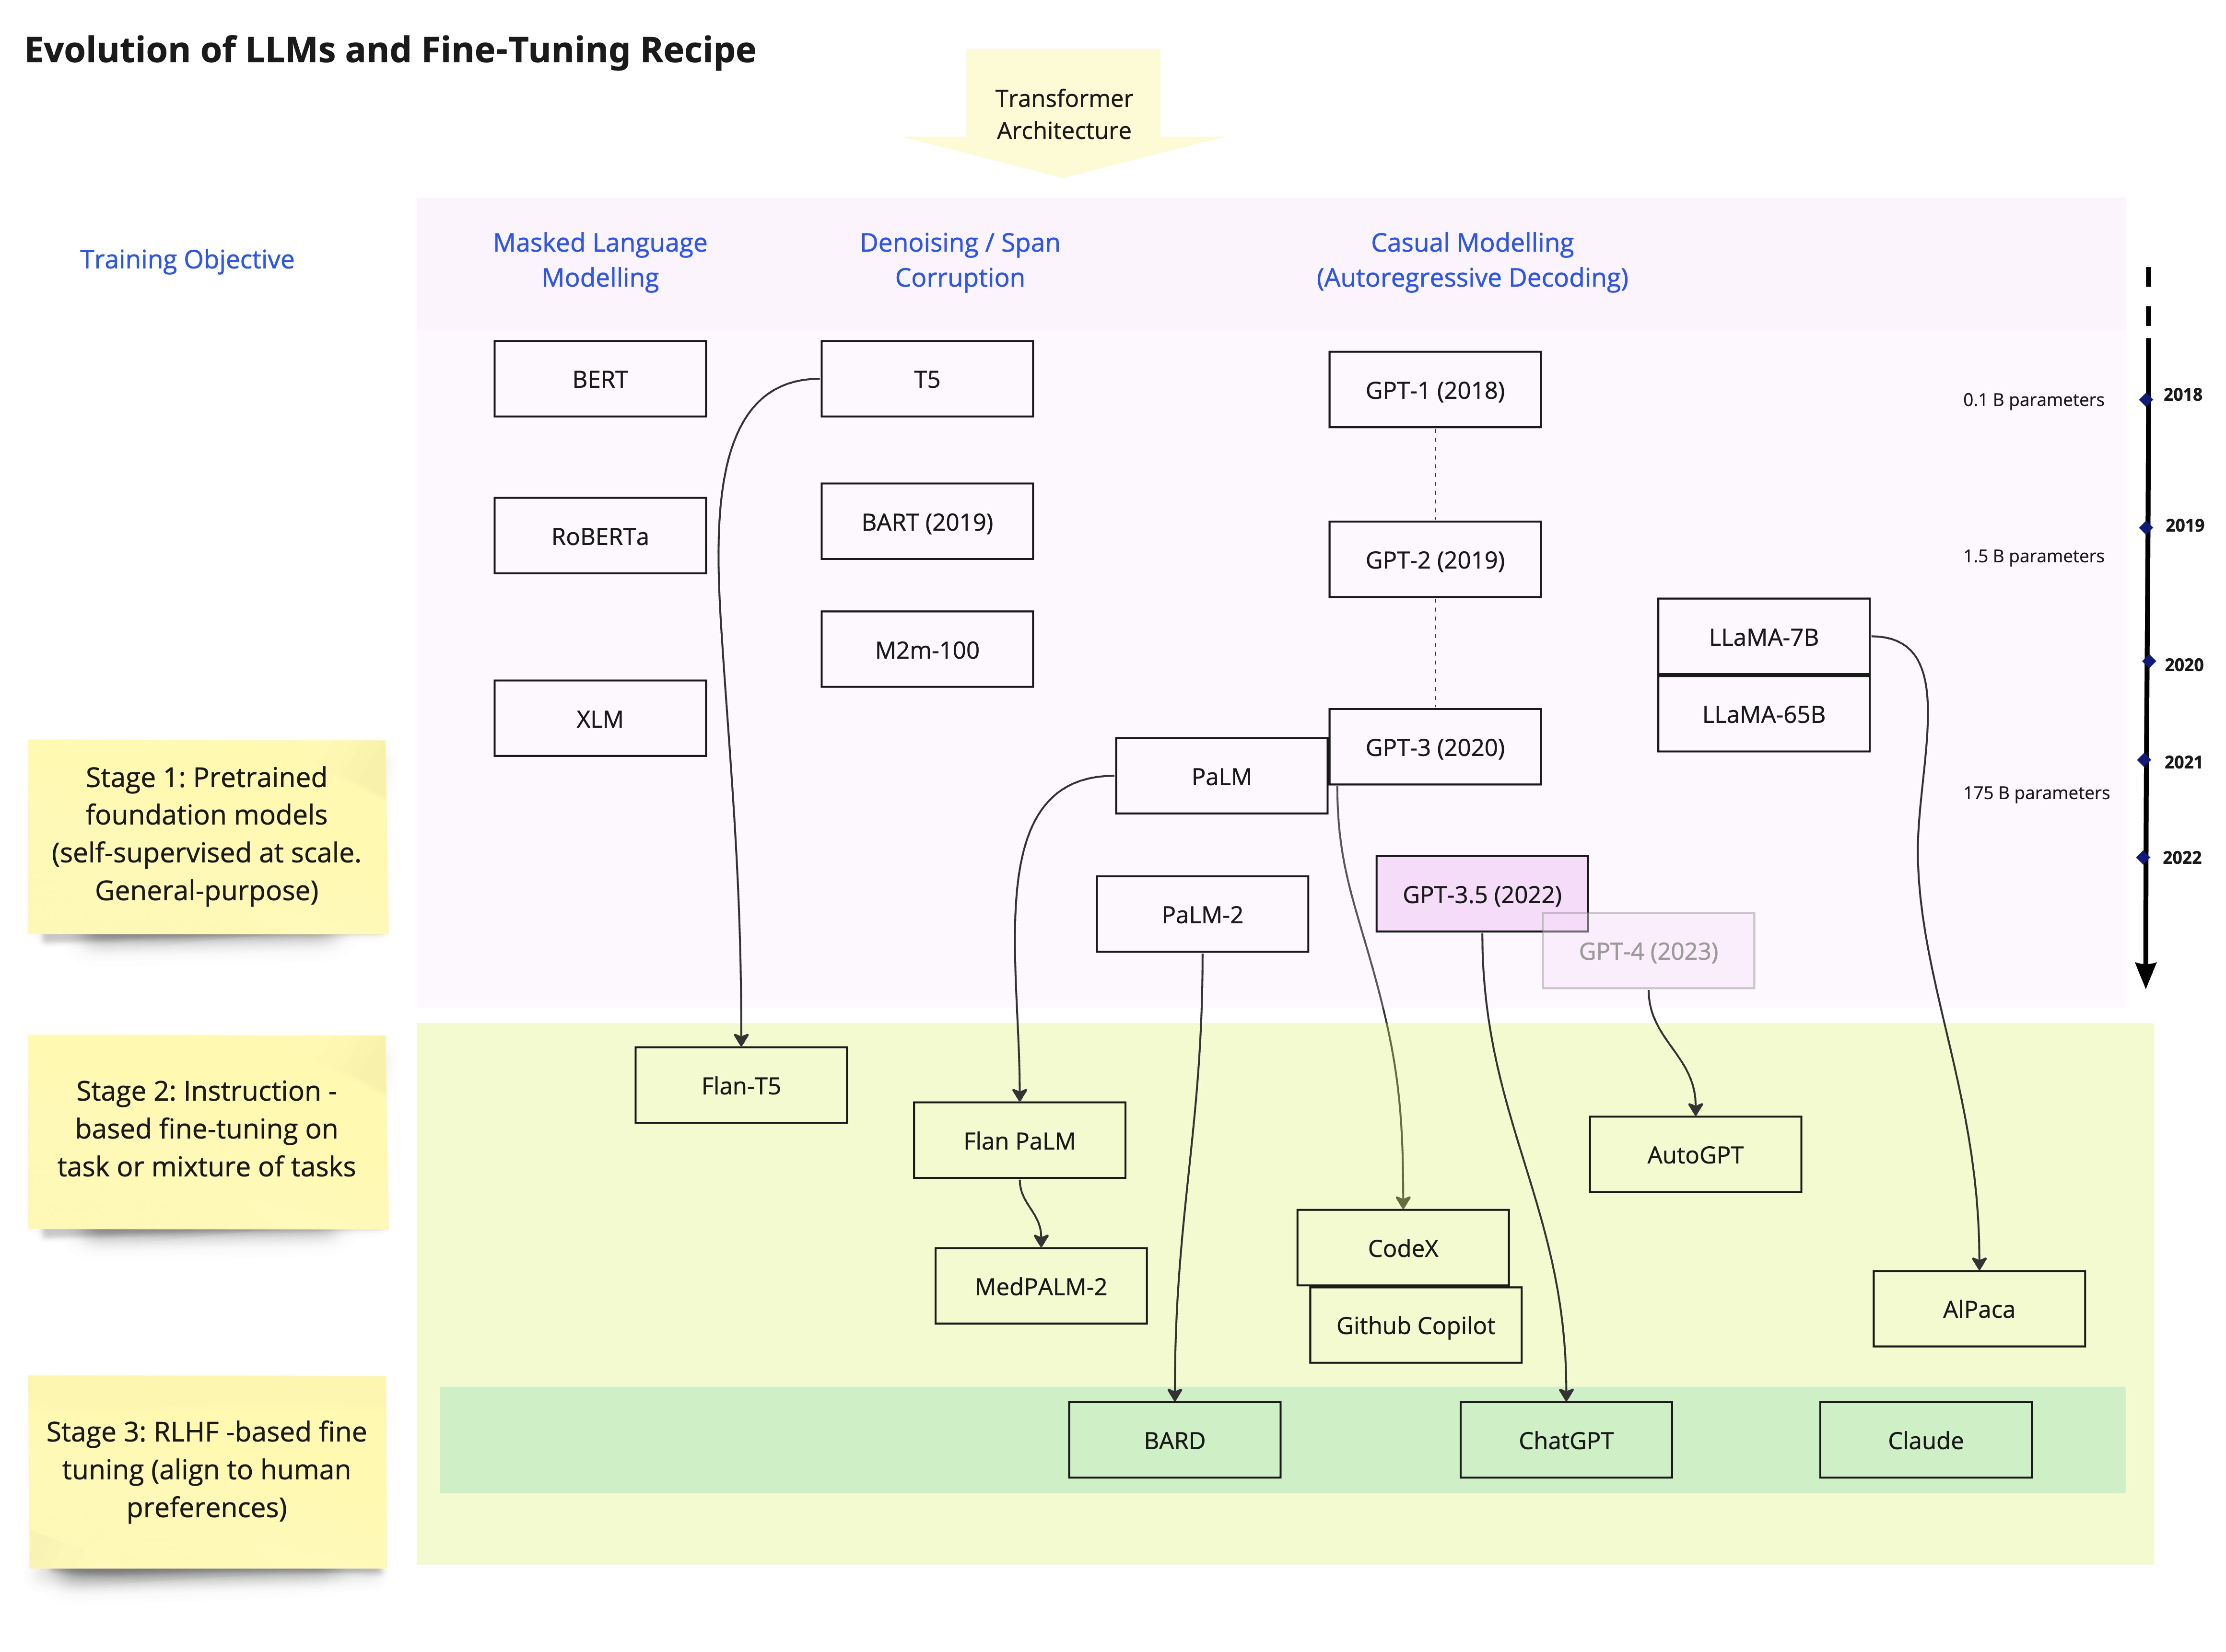 Evolution of LLMs and Fine-Tuning Recipe
Transformer
Architecture
Training Objective
Masked Language
Modelling
Denoising / Span
Corruption
Casual Modelling
(Autoregressive Decoding)
BERT
T5
GPT-1 (2018)
0.1 B parameters
2018
RoBERTa
BART (2019)
GPT-2 (2019)
1.5 B parameters
2019
M2m-100
LLaMA-7B
2020
XLM
LLaMA-65B
GPT-3 (2020)
PaLM
2021
175 B parameters
Stage 1: Pretrained
foundation models
(self-supervised at scale.
General-purpose)
2022
GPT-3.5 (2022)
PaLM-2
GPT-4 (2023)
Stage 2: Instruction -
based fine-tuning on
task or mixture of tasks
Flan-T5
Flan PaLM
AutoGPT
CodeX
MedPALM-2
Github Copilot
AlPaca
Stage 3: RLHF -based fine
tuning (align to human
preferences)
BARD
ChatGPT
Claude